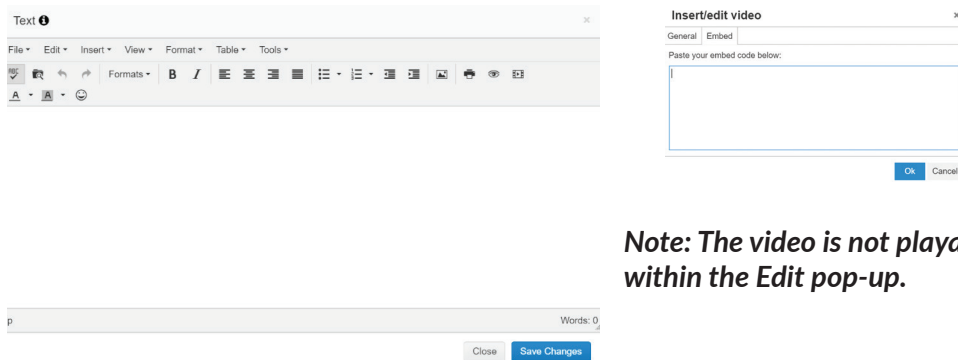 Text
File Edit Insert View Format Table Tools
ABC Formats B I
A A
p Words: 0
Close Save Changes
Insert/edit video ×
General Embed
Paste your embed code below:
Ok Cancel
Note: The video is not playa
within the Edit pop-up.